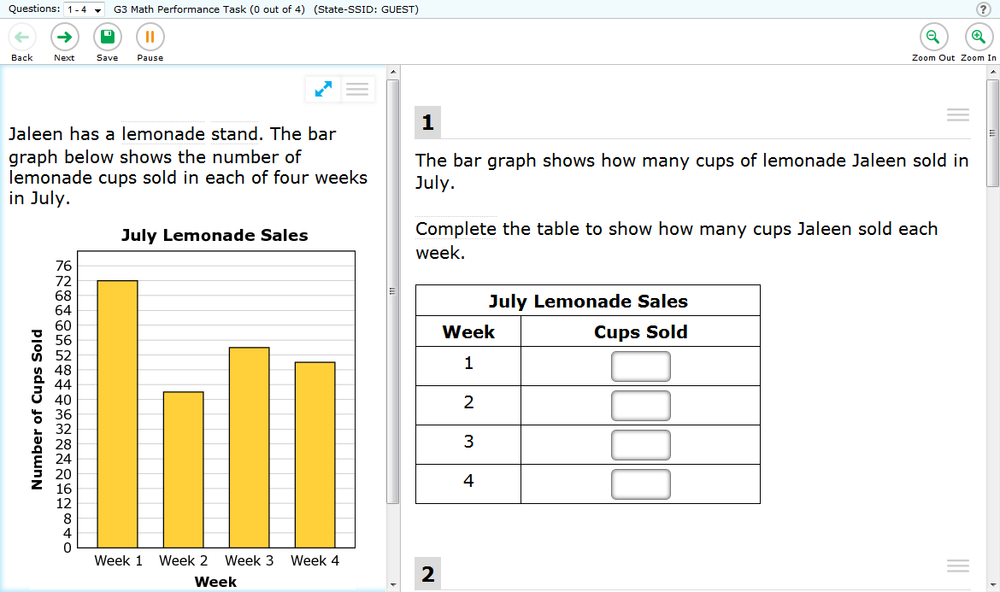 Questions: 1 - 4 G3 Math Performance Task (0 out of 4) (State-SSID: GUEST) ?
Back Next Save Pause Zoom Out Zoom In
Jaleen has a lemonade stand. The bar
graph below shows the number of
lemonade cups sold in each of four weeks
in July.
July Lemonade Sales
Number of Cups Sold
76
72
68
64
60
56
52
48
44
40
36
32
28
24
20
16
12
8
4
0
Week 1 Week 2 Week 3 Week 4
Week
1
The bar graph shows how many cups of lemonade Jaleen sold in
July.
Complete the table to show how many cups Jaleen sold each
week.
July Lemonade Sales
Week Cups Sold
1
2
3
4
2